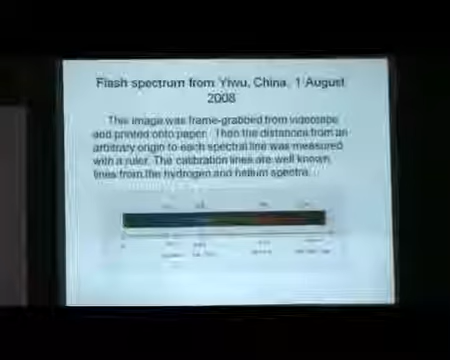 Flash spectrum from Yiwu, China, 1 August
2008
This image was frame-grabbed from videotape
and printed onto paper. Then the distances from an
arbitrary origin to each spectral line was measured
with a ruler. The calibration lines are well known
lines from the hydrogen and helium spectra.